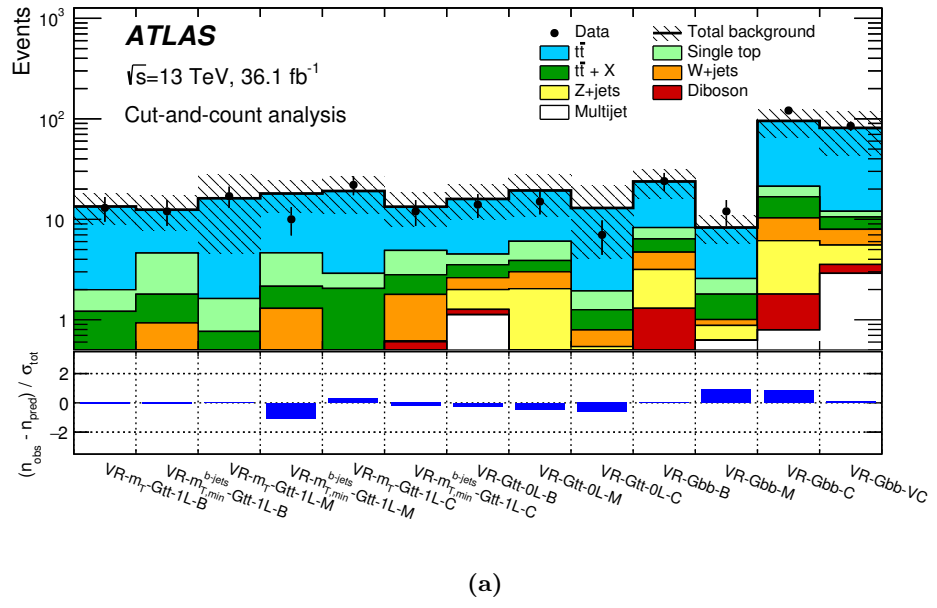 Events
10³
10²
10
1
ATLAS
√s=13 TeV, 36.1 fb⁻¹
Cut-and-count analysis
Data
Total background
tt̄
Single top
tt̄ + X
W+jets
Z+jets
Diboson
Multijet
(n_obs - n_pred) / σ_tot
2
0
−2
VR-m_T-Gtt-1L-B
VR-m_T,min^b-jets-Gtt-1L-B
VR-m_T-Gtt-1L-M
VR-m_T,min^b-jets-Gtt-1L-M
VR-m_T-Gtt-1L-C
VR-m_T,min^b-jets-Gtt-1L-C
VR-Gtt-0L-B
VR-Gtt-0L-M
VR-Gtt-0L-C
VR-Gbb-B
VR-Gbb-M
VR-Gbb-C
VR-Gbb-VC
(a)